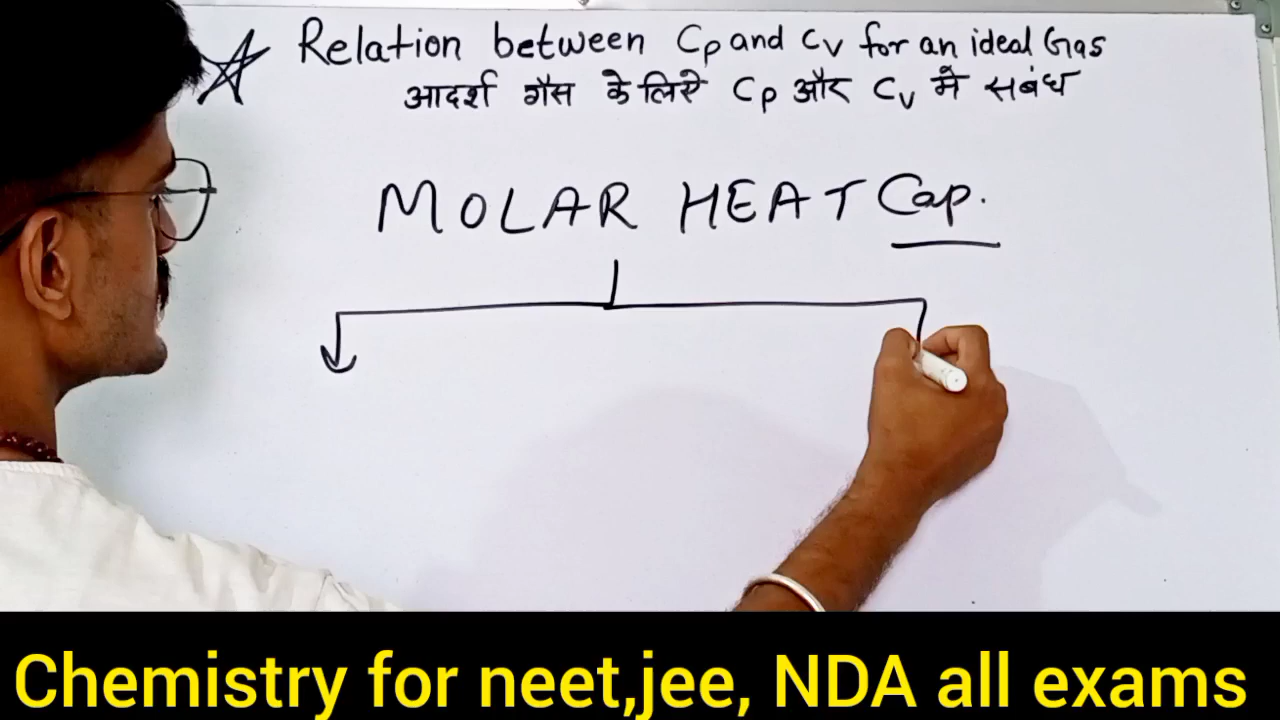 Relation between Cp and Cv for an ideal Gas
आदर्श गैस के लिऐ Cp और Cv में सबंध
MOLAR HEAT Cap.
Chemistry for neet,jee, NDA all exams